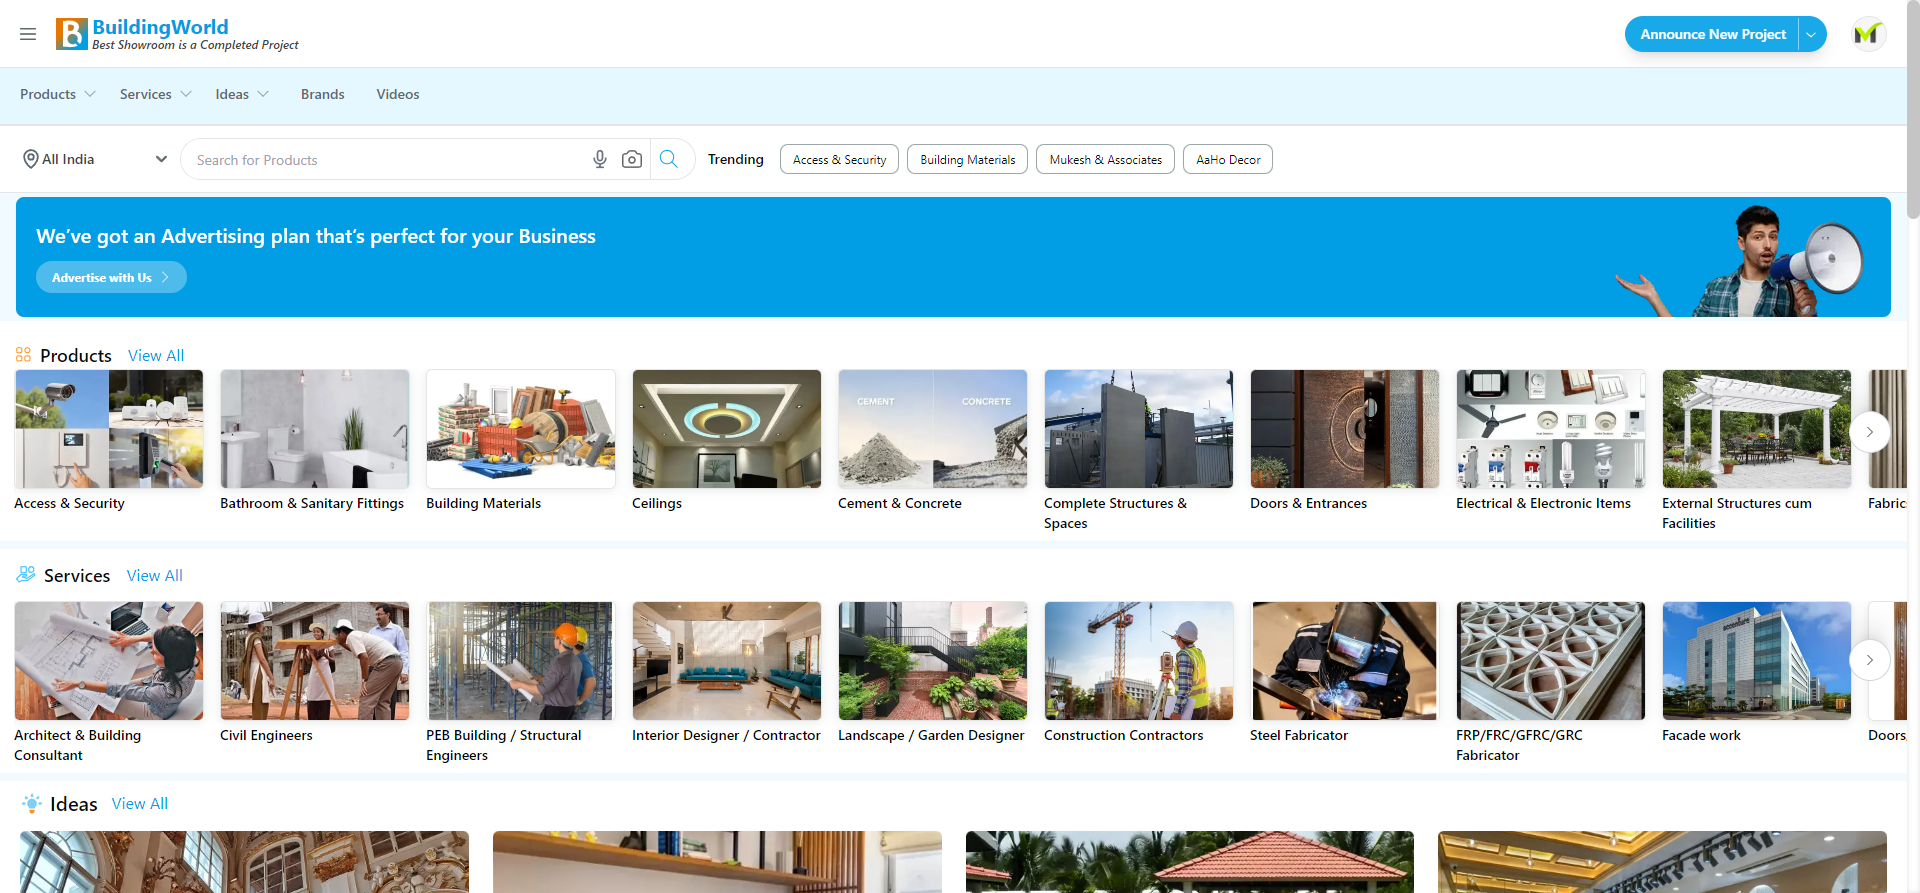 BuildingWorld
Best Showroom is a Completed Project
Announce New Project
Products
Services
Ideas
Brands
Videos
All India
Search for Products
Trending
Access & Security
Building Materials
Mukesh & Associates
AaHo Decor
We've got an Advertising plan that's perfect for your Business
Advertise with Us
Products
View All
CEMENT
CONCRETE
Access & Security
Bathroom & Sanitary Fittings
Building Materials
Ceilings
Cement & Concrete
Complete Structures &
Spaces
Doors & Entrances
Electrical & Electronic Items
External Structures cum
Facilities
Fabric
Services
View All
accenture
Architect & Building
Consultant
Civil Engineers
PEB Building / Structural
Engineers
Interior Designer / Contractor
Landscape / Garden Designer
Construction Contractors
Steel Fabricator
FRP/FRC/GFRC/GRC
Fabricator
Facade work
Doors
Ideas
View All